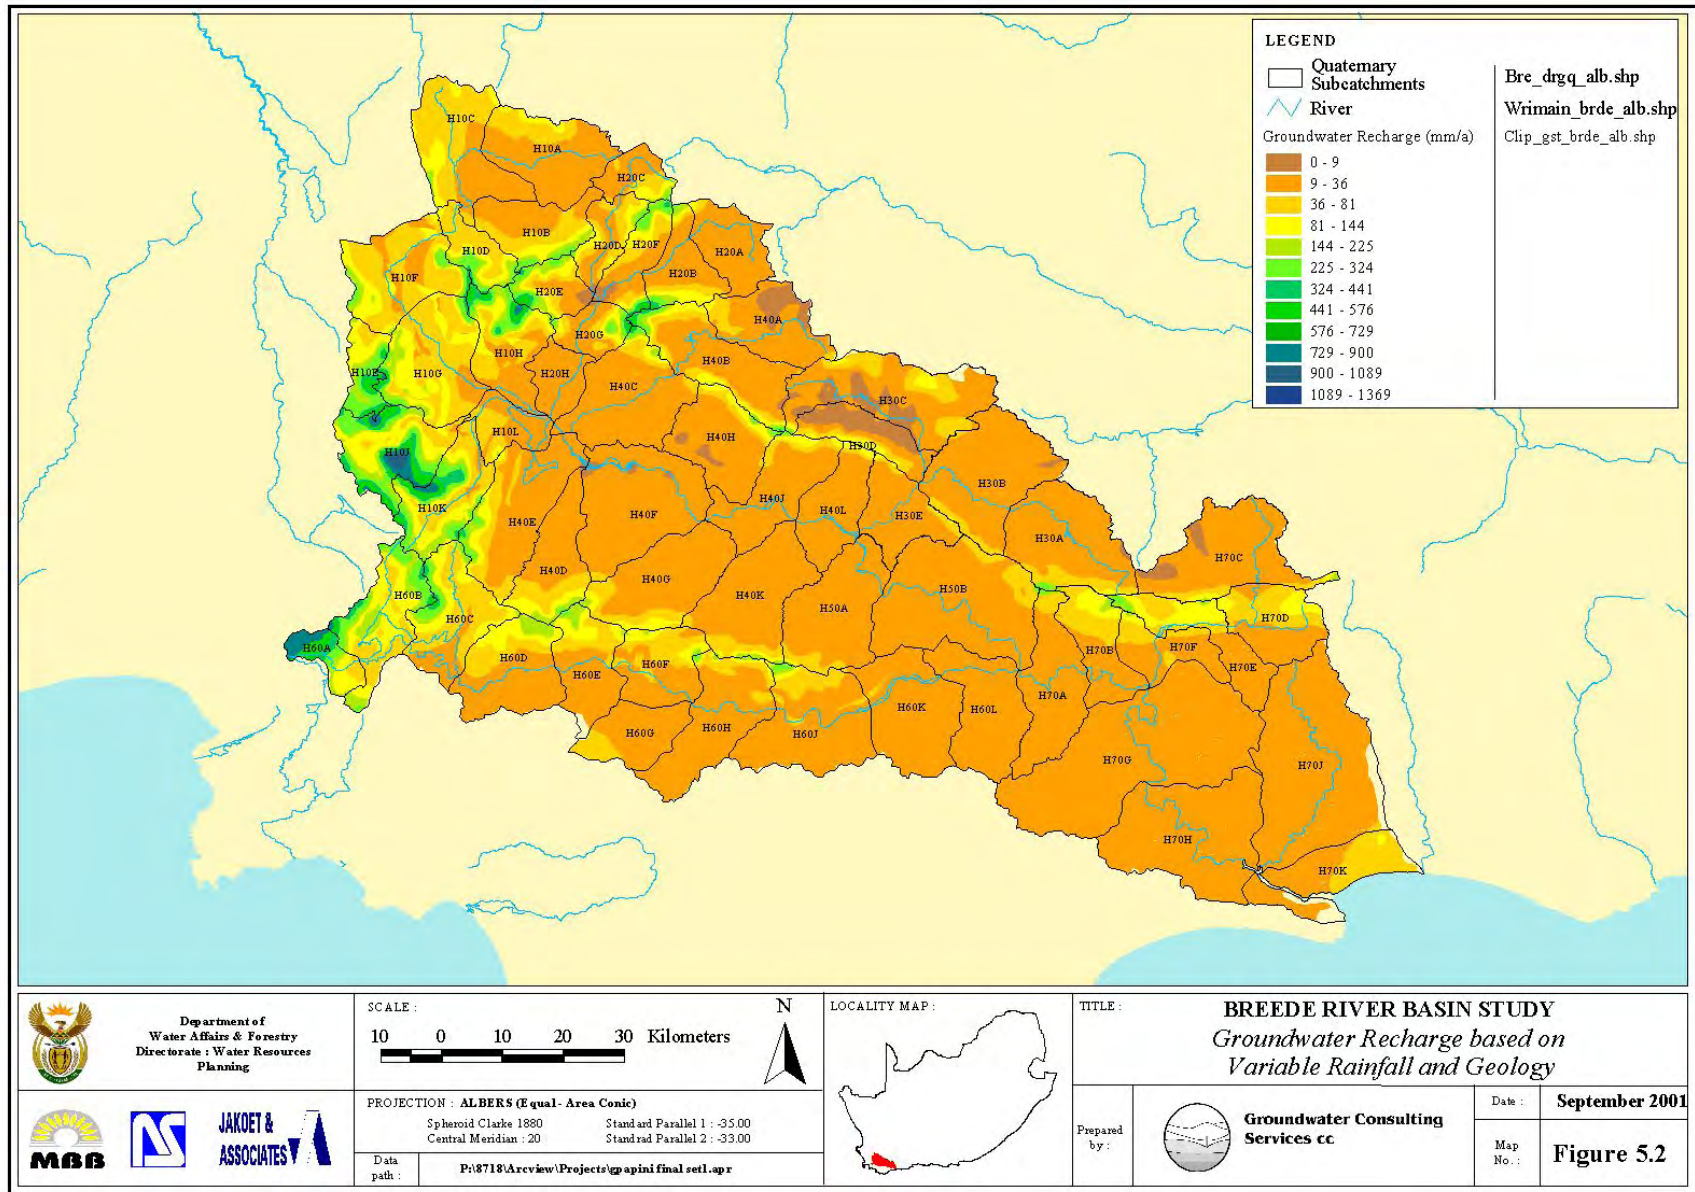 LEGEND
Quaternary
Subcatchments
Bre_drgq_alb.shp
River
Wrimain_brde_alb.shp
Groundwater Recharge (mm/a)
Clip_gst_brde_alb.shp
0 - 9
9 - 36
36 - 81
81 - 144
144 - 225
225 - 324
324 - 441
441 - 576
576 - 729
729 - 900
900 - 1089
1089 - 1369
H10C
H10A
H20C
H10B
H20D
H20F
H10D
H20A
H20B
H10F
H20E
H40A
H20G
H10H
H40B
H10E
H10G
H20H
H40C
H30C
H10L
H40H
H30D
H10J
H30B
H40J
H10K
H40E
H40F
H40L
H30E
H30A
H70C
H40D
H40G
H50B
H60B
H40K
H50A
H60C
H70D
H60A
H70B
H70F
H60D
H60F
H70E
H60E
H70A
H60K
H60L
H60G
H60H
H60J
H70G
H70J
H70H
H70K
Department of
Water Affairs & Forestry
Directorate : Water Resources
Planning
MBB
JAKOET &
ASSOCIATES
SCALE :
10 0 10 20 30 Kilometers
N
PROJECTION : ALBERS (Equal- Area Conic)
Spheroid Clarke 1880 Standard Parallel 1 : -35.00
Central Meridian : 20 Standrad Parallel 2 : -33.00
Data
path :
P:\8718\Arcview\Projects\gpapini final set1.apr
LOCALITY MAP :
TITLE :
BREEDE RIVER BASIN STUDY
Groundwater Recharge based on
Variable Rainfall and Geology
Prepared
by :
Groundwater Consulting
Services cc
Date :
September 2001
Map
No. :
Figure 5.2